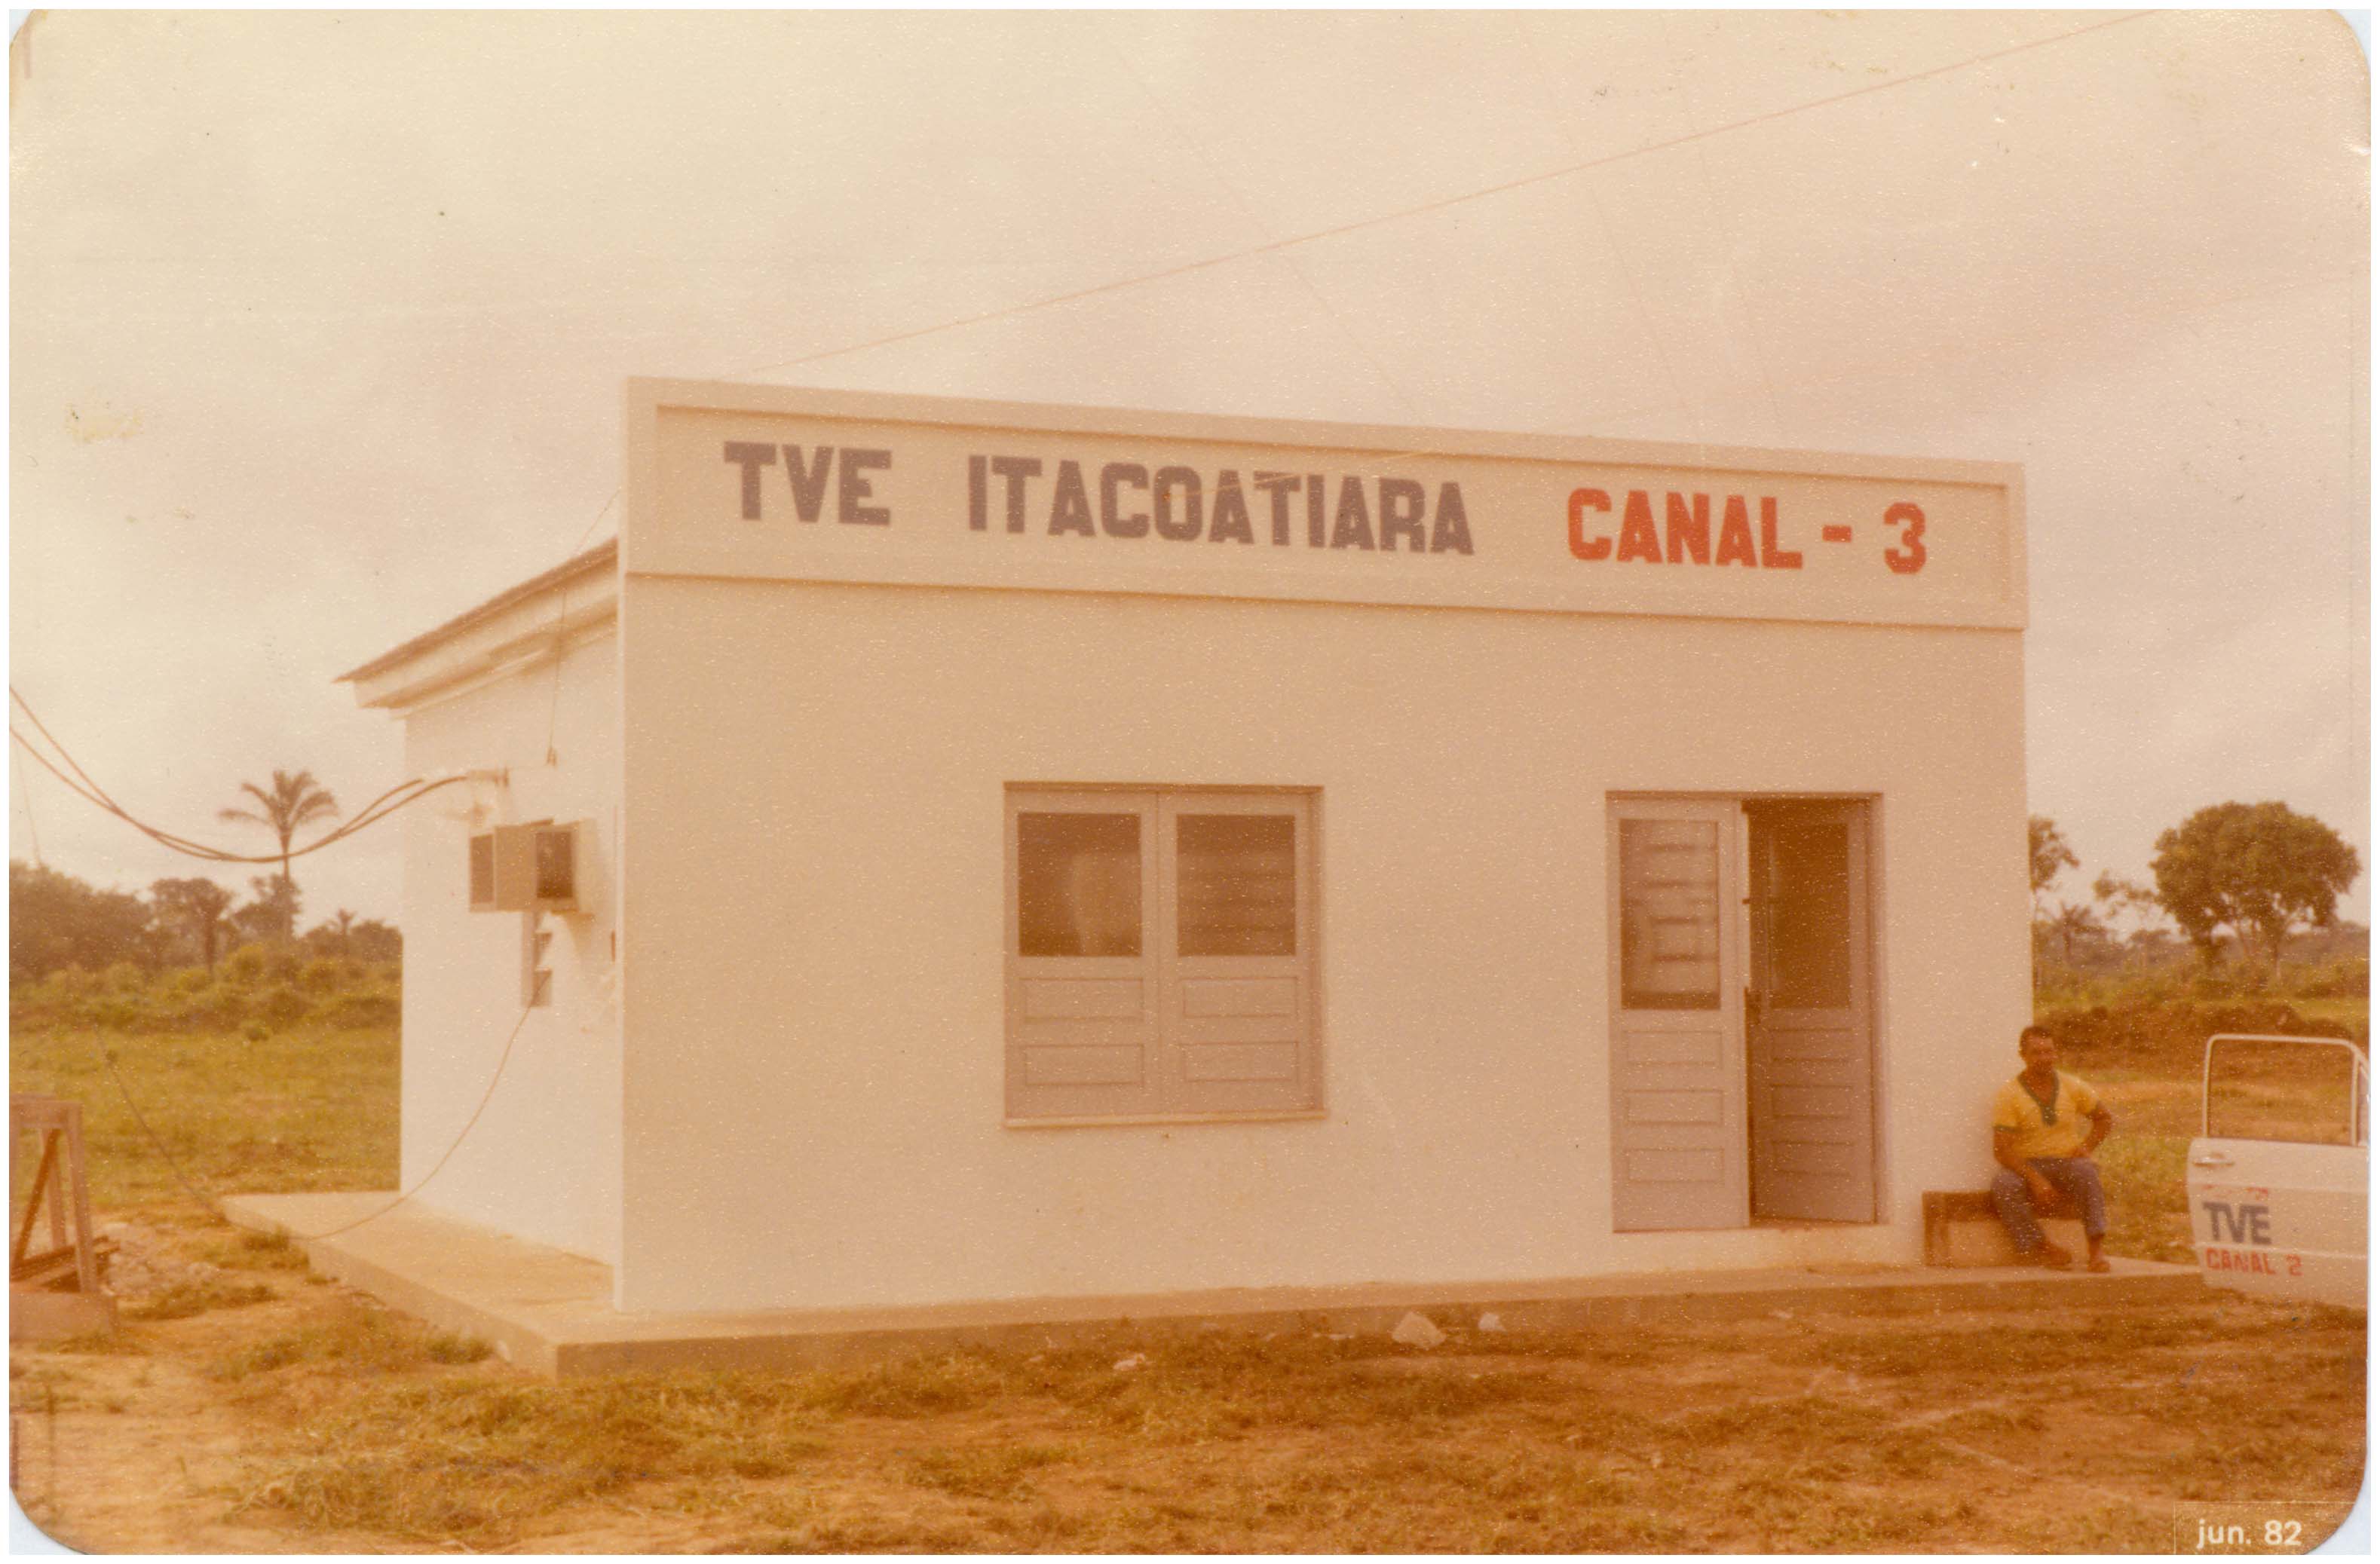 TVE ITACOATIARA CANAL - 3
TVE
CANAL 2
jun. 82